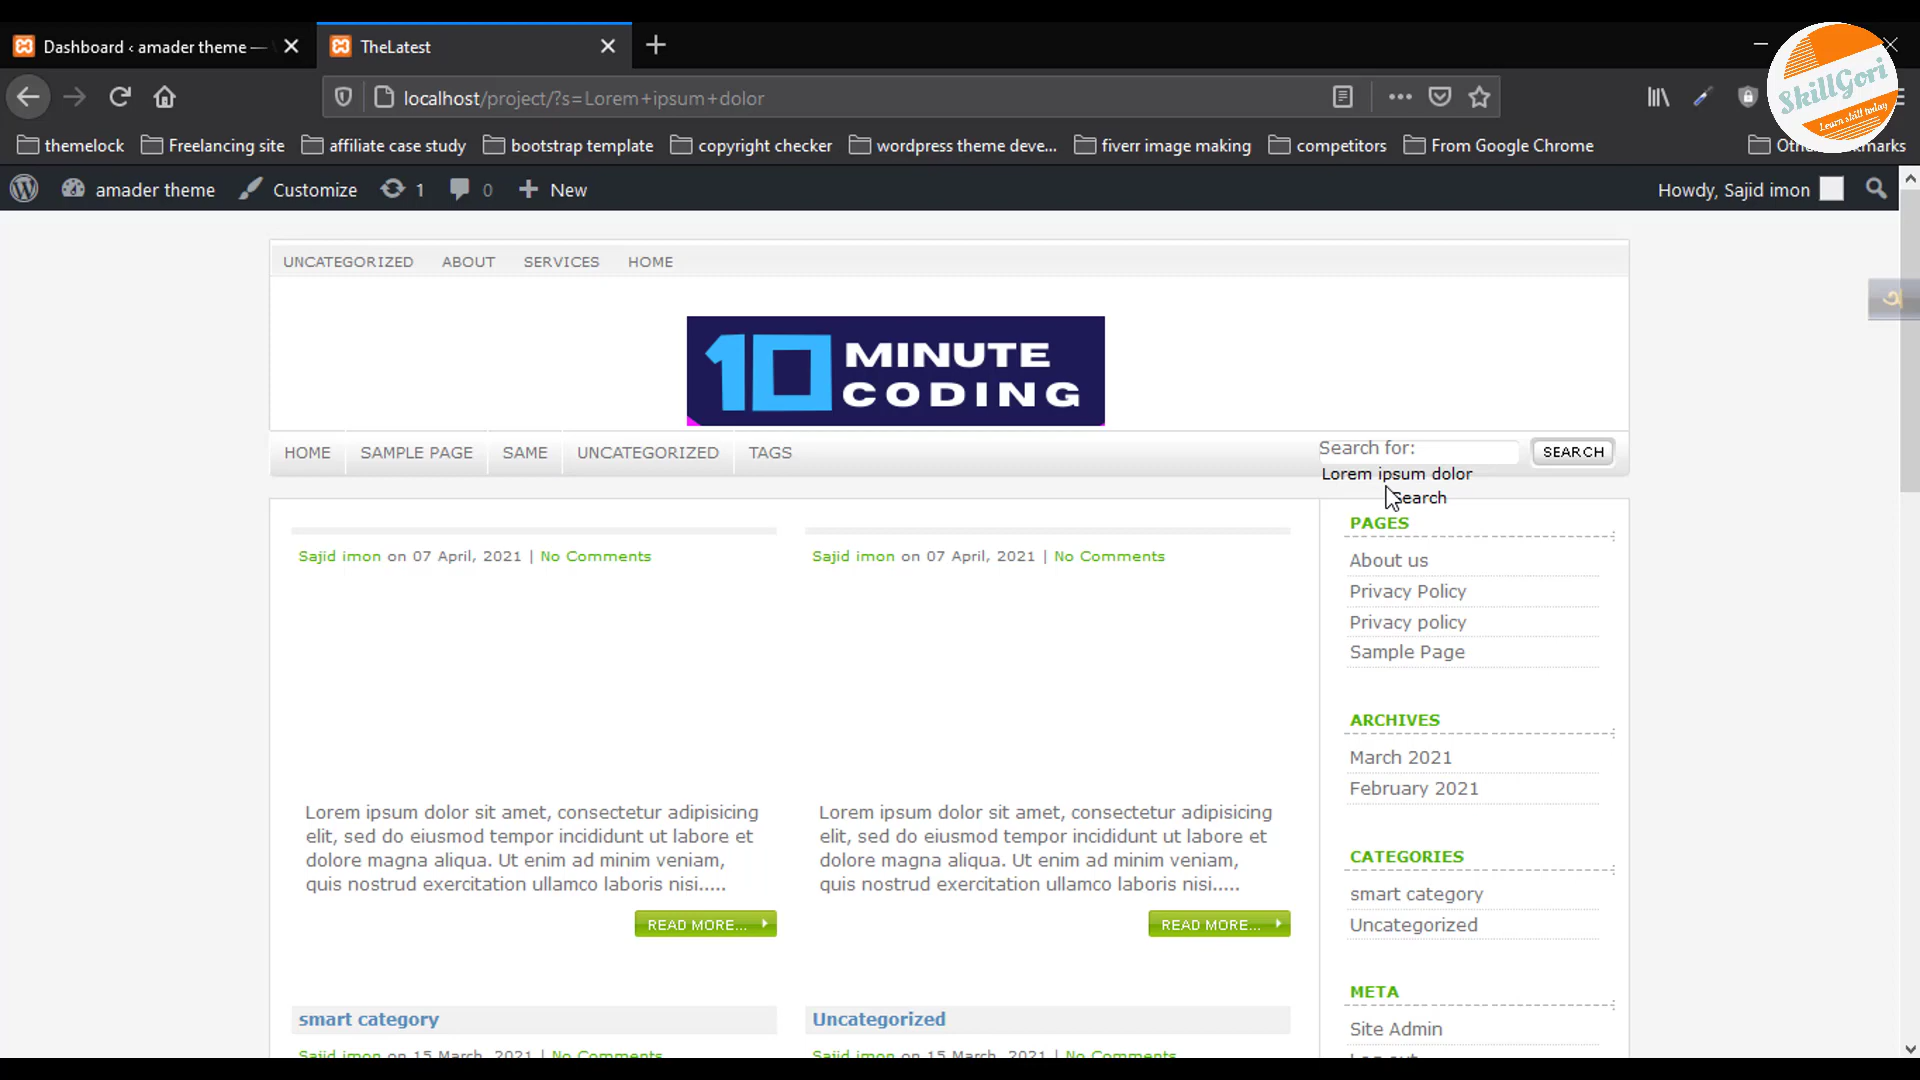 Dashboard ‹ amader theme —
TheLatest
SkillGori
Learn skill today
localhost/project/?s=Lorem+ipsum+dolor
themelock
Freelancing site
affiliate case study
bootstrap template
copyright checker
wordpress theme deve...
fiverr image making
competitors
From Google Chrome
amader theme
Customize
1
0
New
Howdy, Sajid imon
UNCATEGORIZED ABOUT SERVICES HOME
অ
10 MINUTE
CODING
HOME SAMPLE PAGE SAME UNCATEGORIZED TAGS
Search for:
SEARCH
Lorem ipsum dolor
Search
Sajid imon on 07 April, 2021 | No Comments
Lorem ipsum dolor sit amet, consectetur adipisicing
elit, sed do eiusmod tempor incididunt ut labore et
dolore magna aliqua. Ut enim ad minim veniam,
quis nostrud exercitation ullamco laboris nisi.....
READ MORE...
Sajid imon on 07 April, 2021 | No Comments
Lorem ipsum dolor sit amet, consectetur adipisicing
elit, sed do eiusmod tempor incididunt ut labore et
dolore magna aliqua. Ut enim ad minim veniam,
quis nostrud exercitation ullamco laboris nisi.....
READ MORE...
smart category
Sajid imon on 15 March, 2021 | No Comments
Uncategorized
Sajid imon on 15 March, 2021 | No Comments
PAGES
About us
Privacy Policy
Privacy policy
Sample Page
ARCHIVES
March 2021
February 2021
CATEGORIES
smart category
Uncategorized
META
Site Admin
Log out